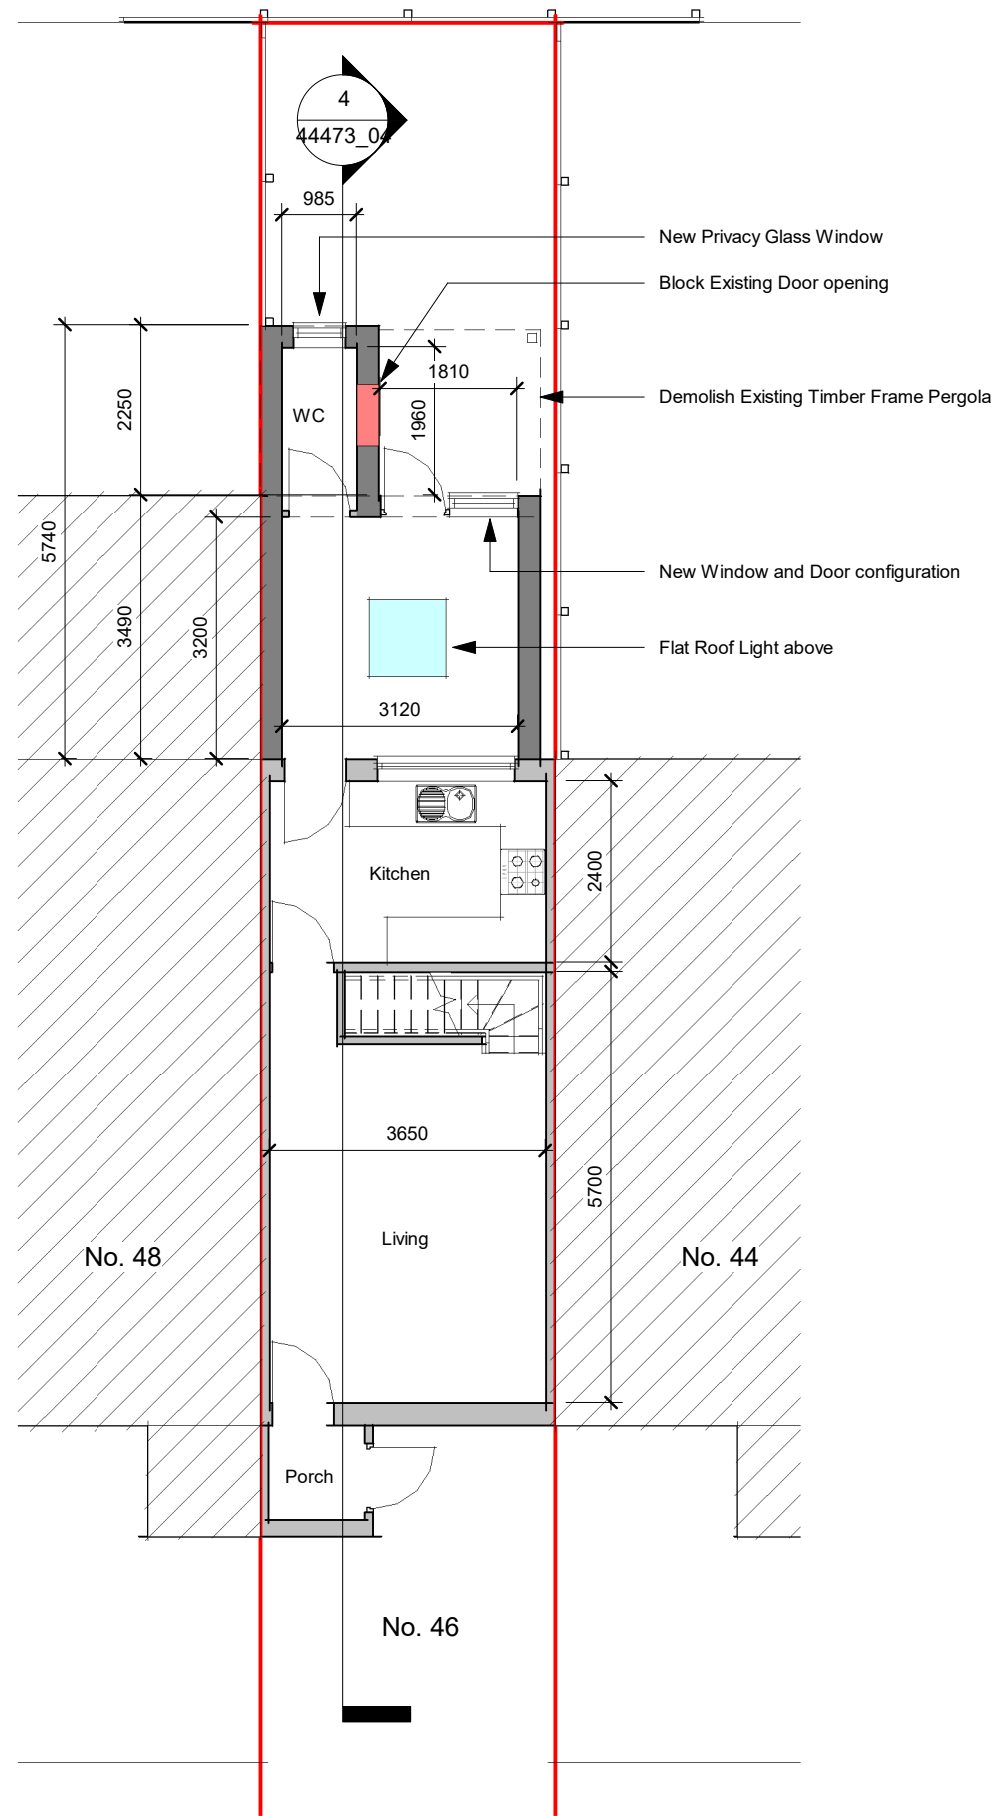 4
44473_04
985
New Privacy Glass Window
Block Existing Door opening
1810
Demolish Existing Timber Frame Pergola
2250
WC
1960
5740
3490
3200
New Window and Door configuration
Flat Roof Light above
3120
Kitchen
2400
3650
5700
Living
No. 48
No. 44
Porch
No. 46